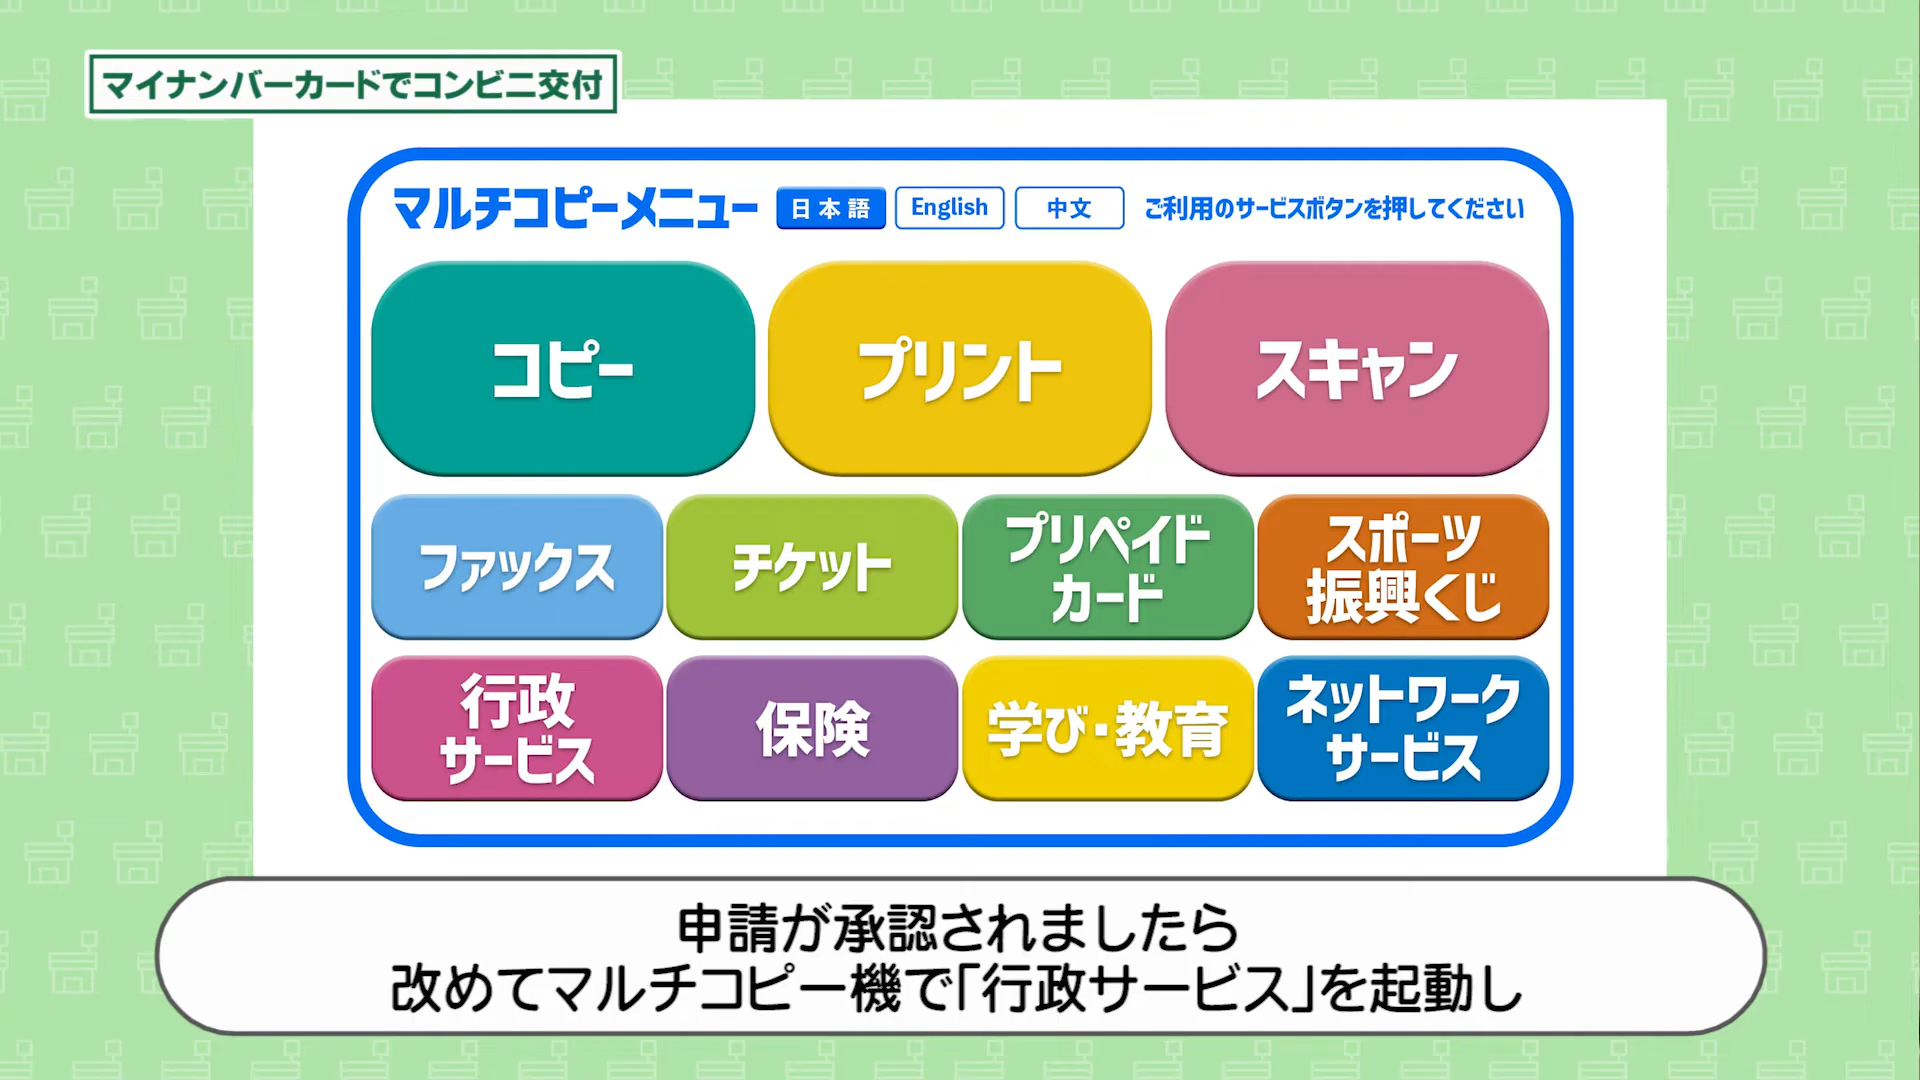 マイナンバーカードでコンビニ交付
マルチコピーメニュー 日本語 English 中文 ご利用のサービスボタンを押してください
コピー プリント スキャン
ファックス チケット プリペイド
カード スポーツ
振興くじ
行政
サービス 保険 学び・教育 ネットワーク
サービス
申請が承認されましたら
改めてマルチコピー機で「行政サービス」を起動し